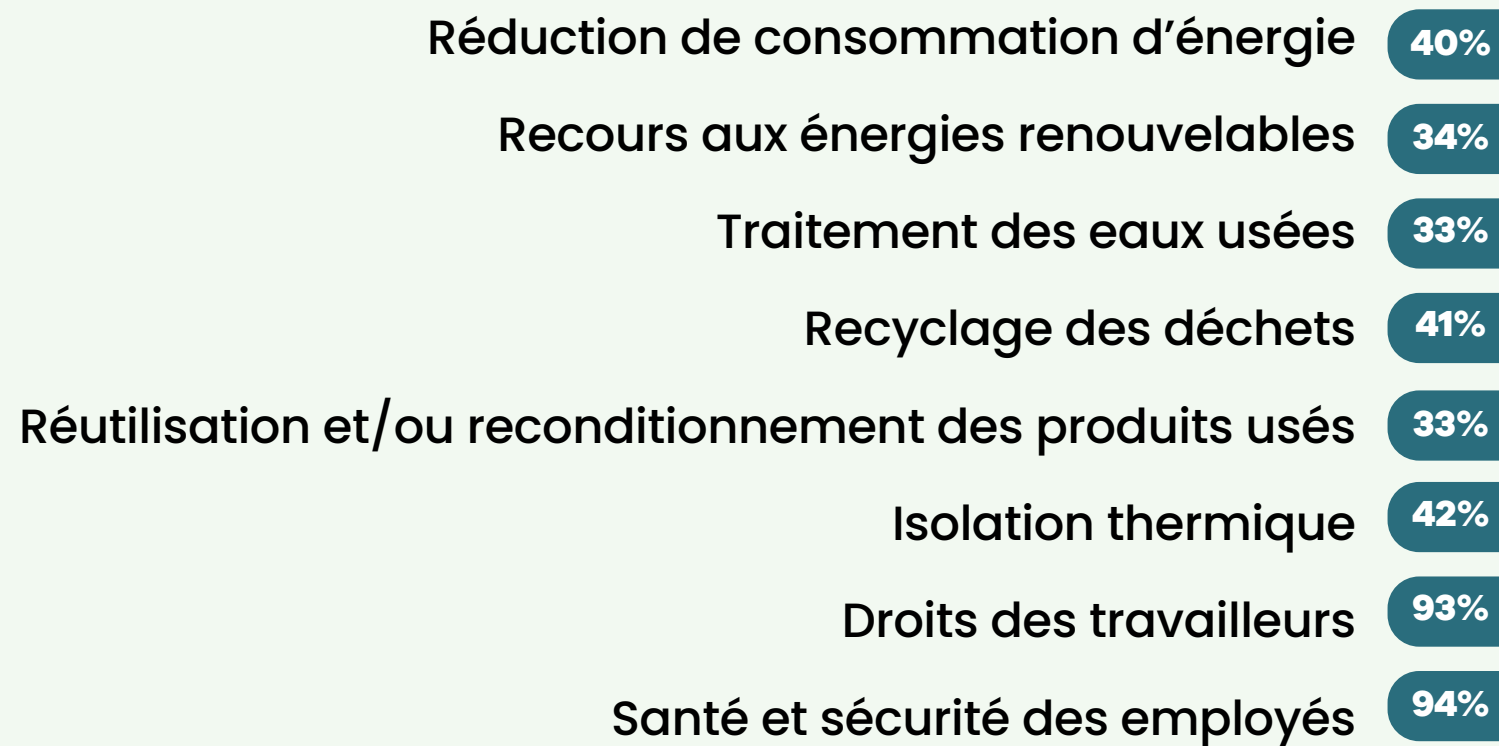 Réduction de consommation d’énergie 40%
Recours aux énergies renouvelables 34%
Traitement des eaux usées 33%
Recyclage des déchets 41%
Réutilisation et/ou reconditionnement des produits usés 33%
Isolation thermique 42%
Droits des travailleurs 93%
Santé et sécurité des employés 94%